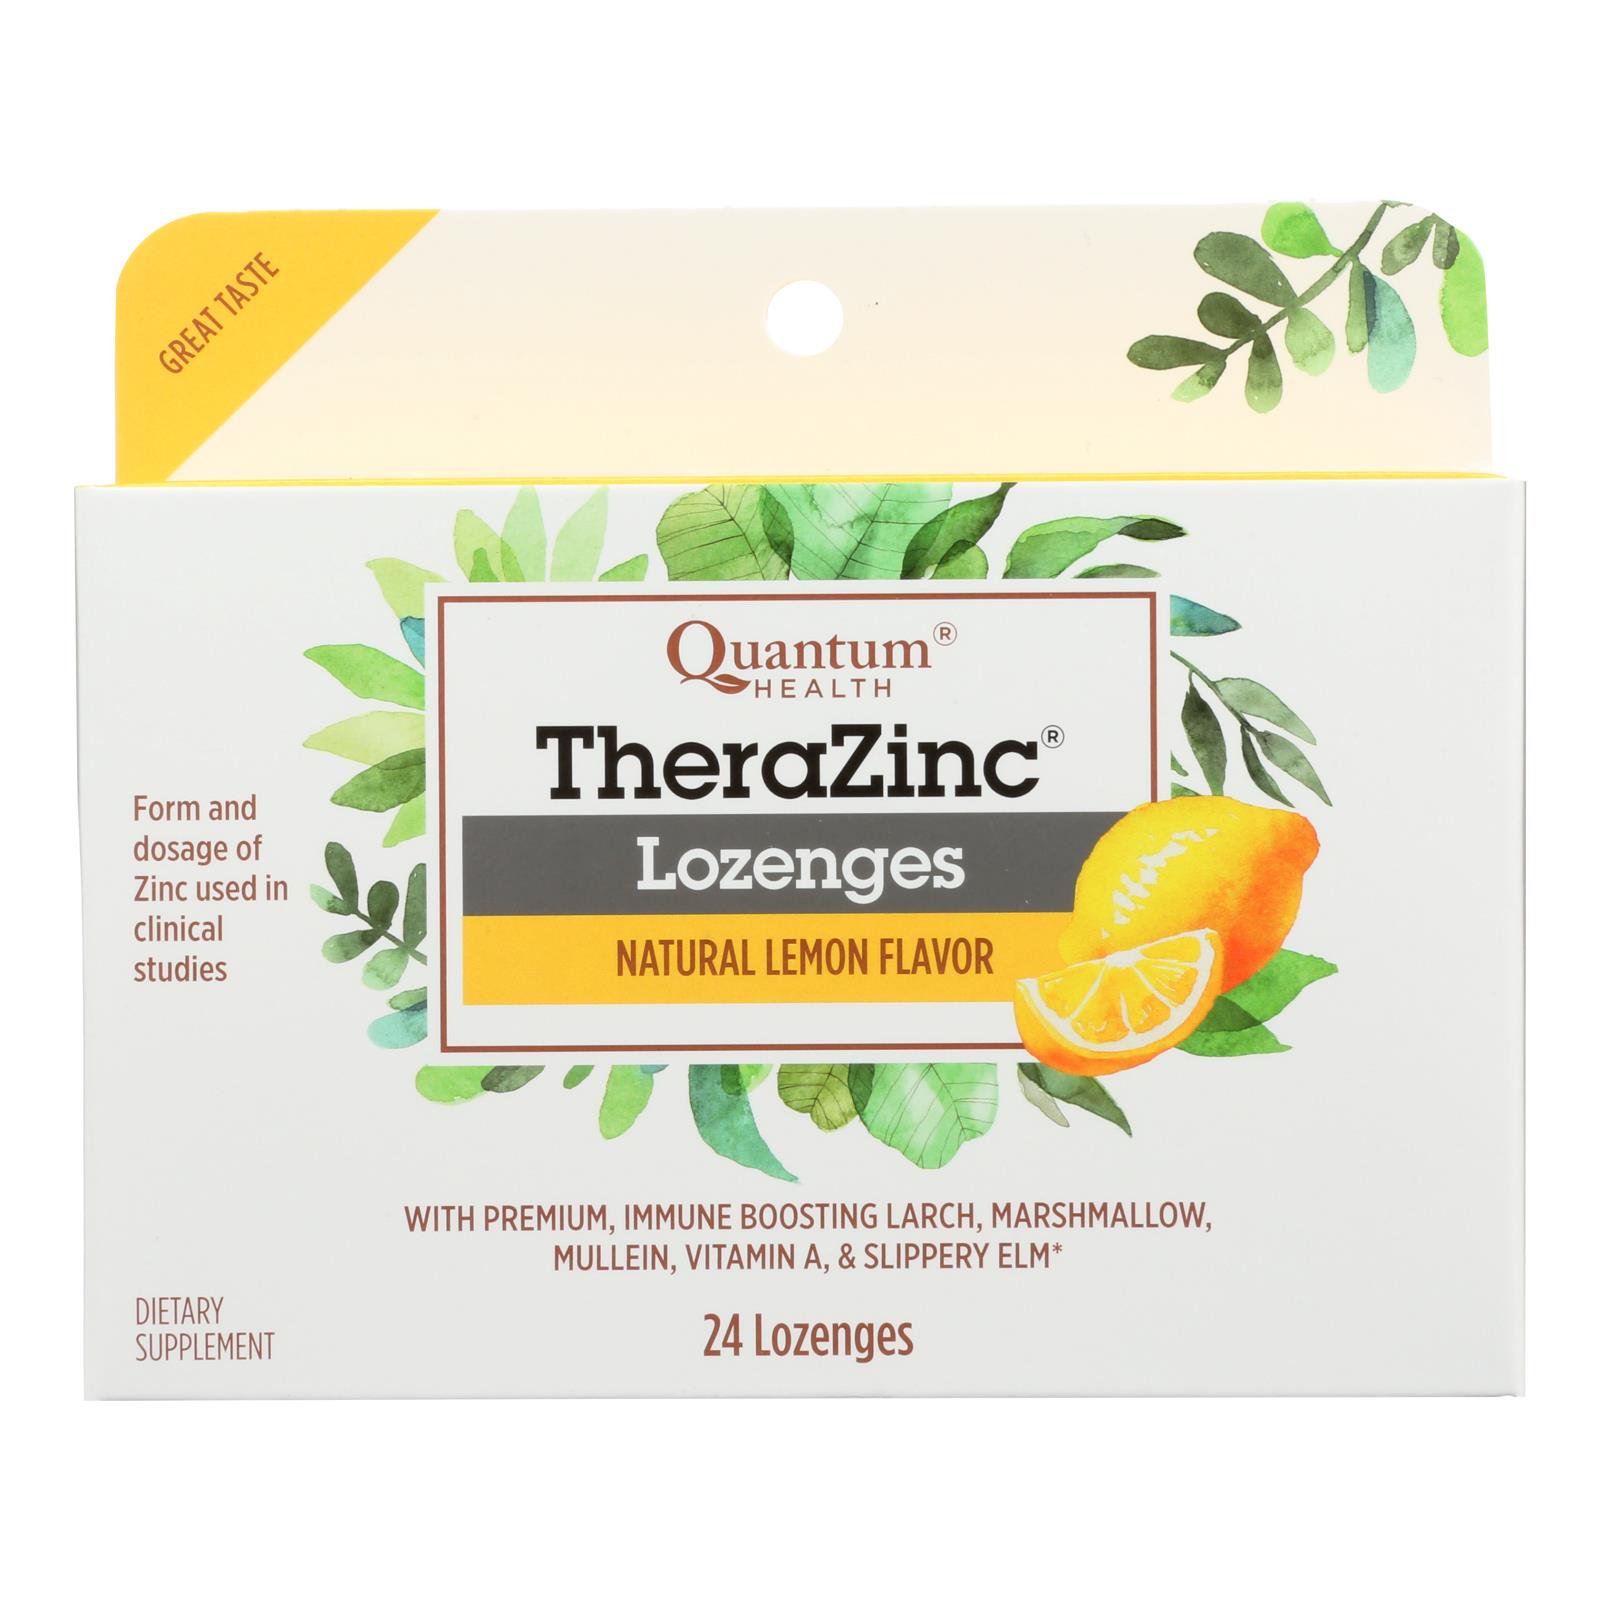 GREAT TASTE
Quantum®
HEALTH
TheraZinc®
Lozenges
NATURAL LEMON FLAVOR
Form and
dosage of
Zinc used in
clinical
studies
WITH PREMIUM, IMMUNE BOOSTING LARCH, MARSHMALLOW,
MULLEIN, VITAMIN A, & SLIPPERY ELM*
DIETARY
SUPPLEMENT
24 Lozenges